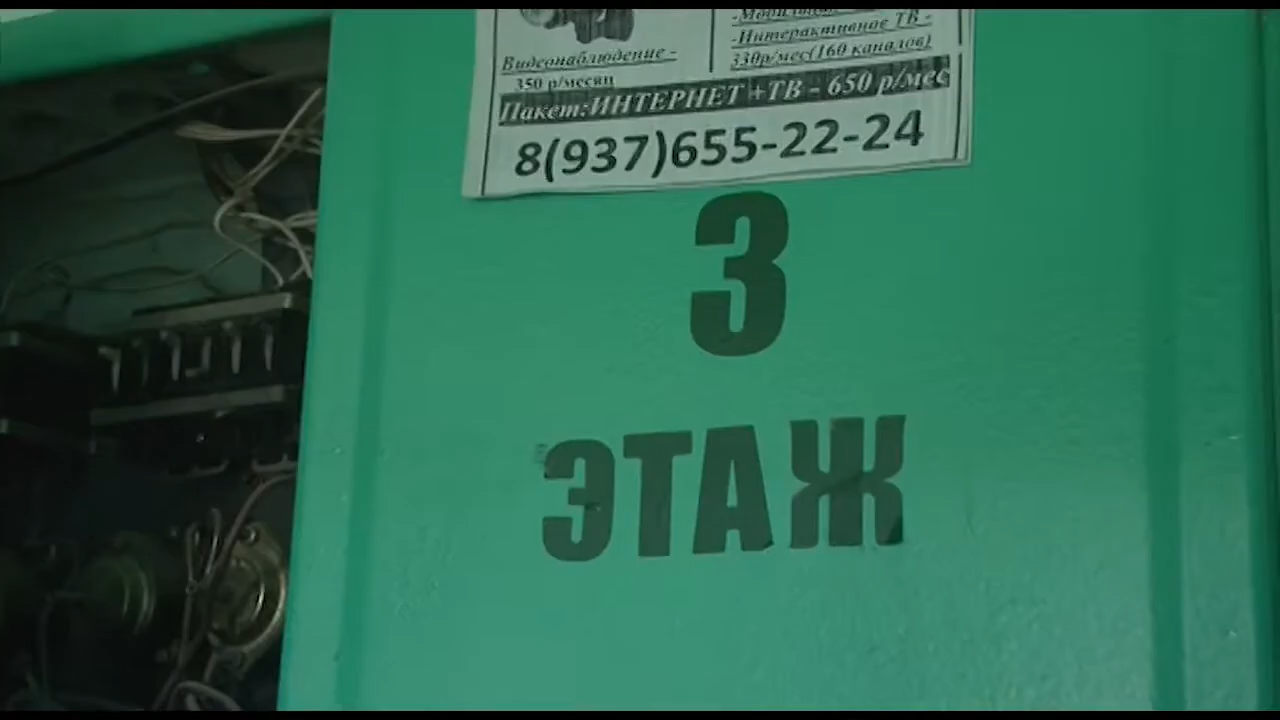 Видеонаблюдение -
350 р/месяц
-Интерактивное ТВ -
330р/мес(160 каналов)
Пакет:ИНТЕРНЕТ+ТВ - 650 р/мес
8(937)655-22-24
3
ЭТАЖ